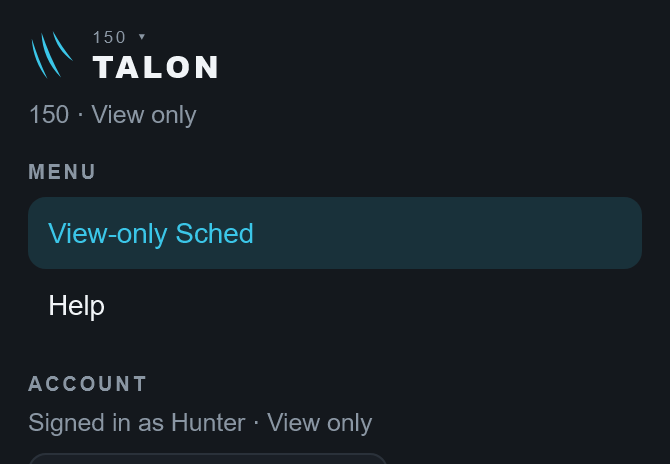 150 ▾
TALON
150 · View only
MENU
View-only Sched
Help
ACCOUNT
Signed in as Hunter · View only